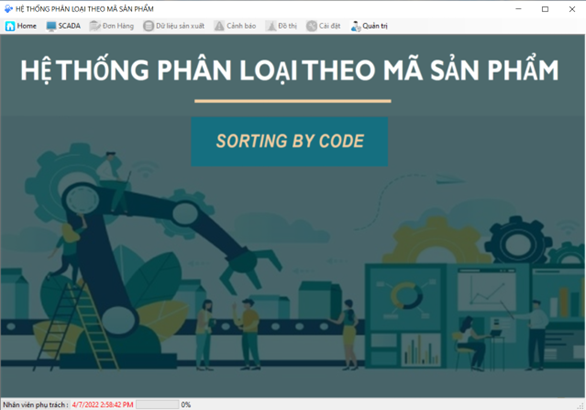 HỆ THỐNG PHÂN LOẠI THEO MÃ SẢN PHẨM
Home SCADA Đơn Hàng Dữ liệu sản xuất Cảnh báo Đồ thị Cài đặt Quản trị
HỆ THỐNG PHÂN LOẠI THEO MÃ SẢN PHẨM
SORTING BY CODE
Nhân viên phụ trách : 4/7/2022 2:58:42 PM 0%